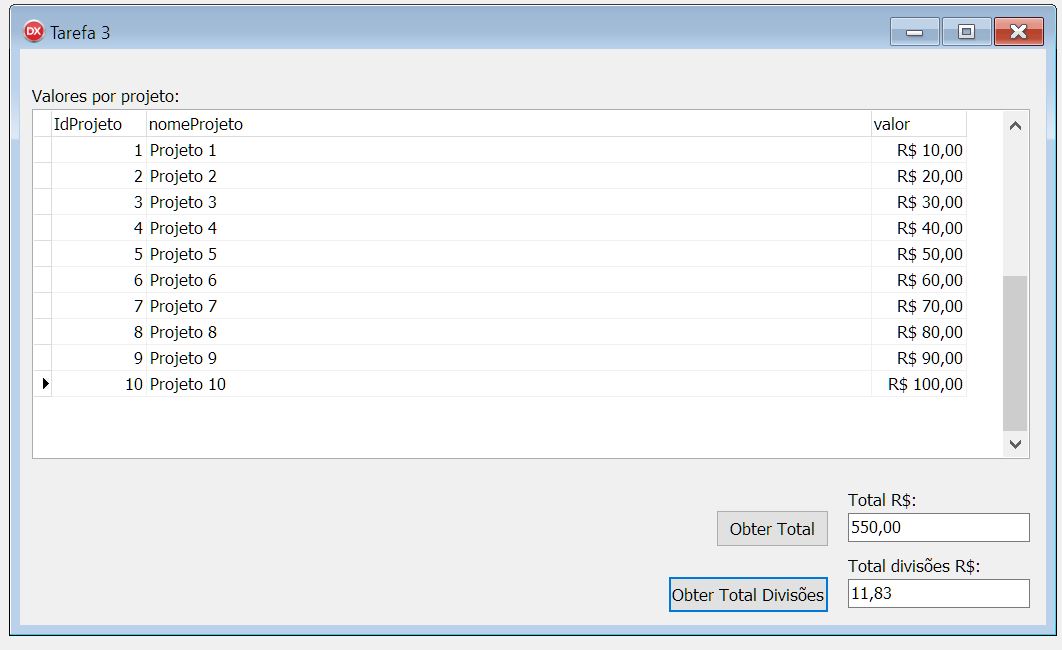 DX Tarefa 3
Valores por projeto:
IdProjeto nomeProjeto valor
1 Projeto 1 R$ 10,00
2 Projeto 2 R$ 20,00
3 Projeto 3 R$ 30,00
4 Projeto 4 R$ 40,00
5 Projeto 5 R$ 50,00
6 Projeto 6 R$ 60,00
7 Projeto 7 R$ 70,00
8 Projeto 8 R$ 80,00
9 Projeto 9 R$ 90,00
10 Projeto 10 R$ 100,00
Total R$:
Obter Total 550,00
Total divisões R$:
Obter Total Divisões 11,83